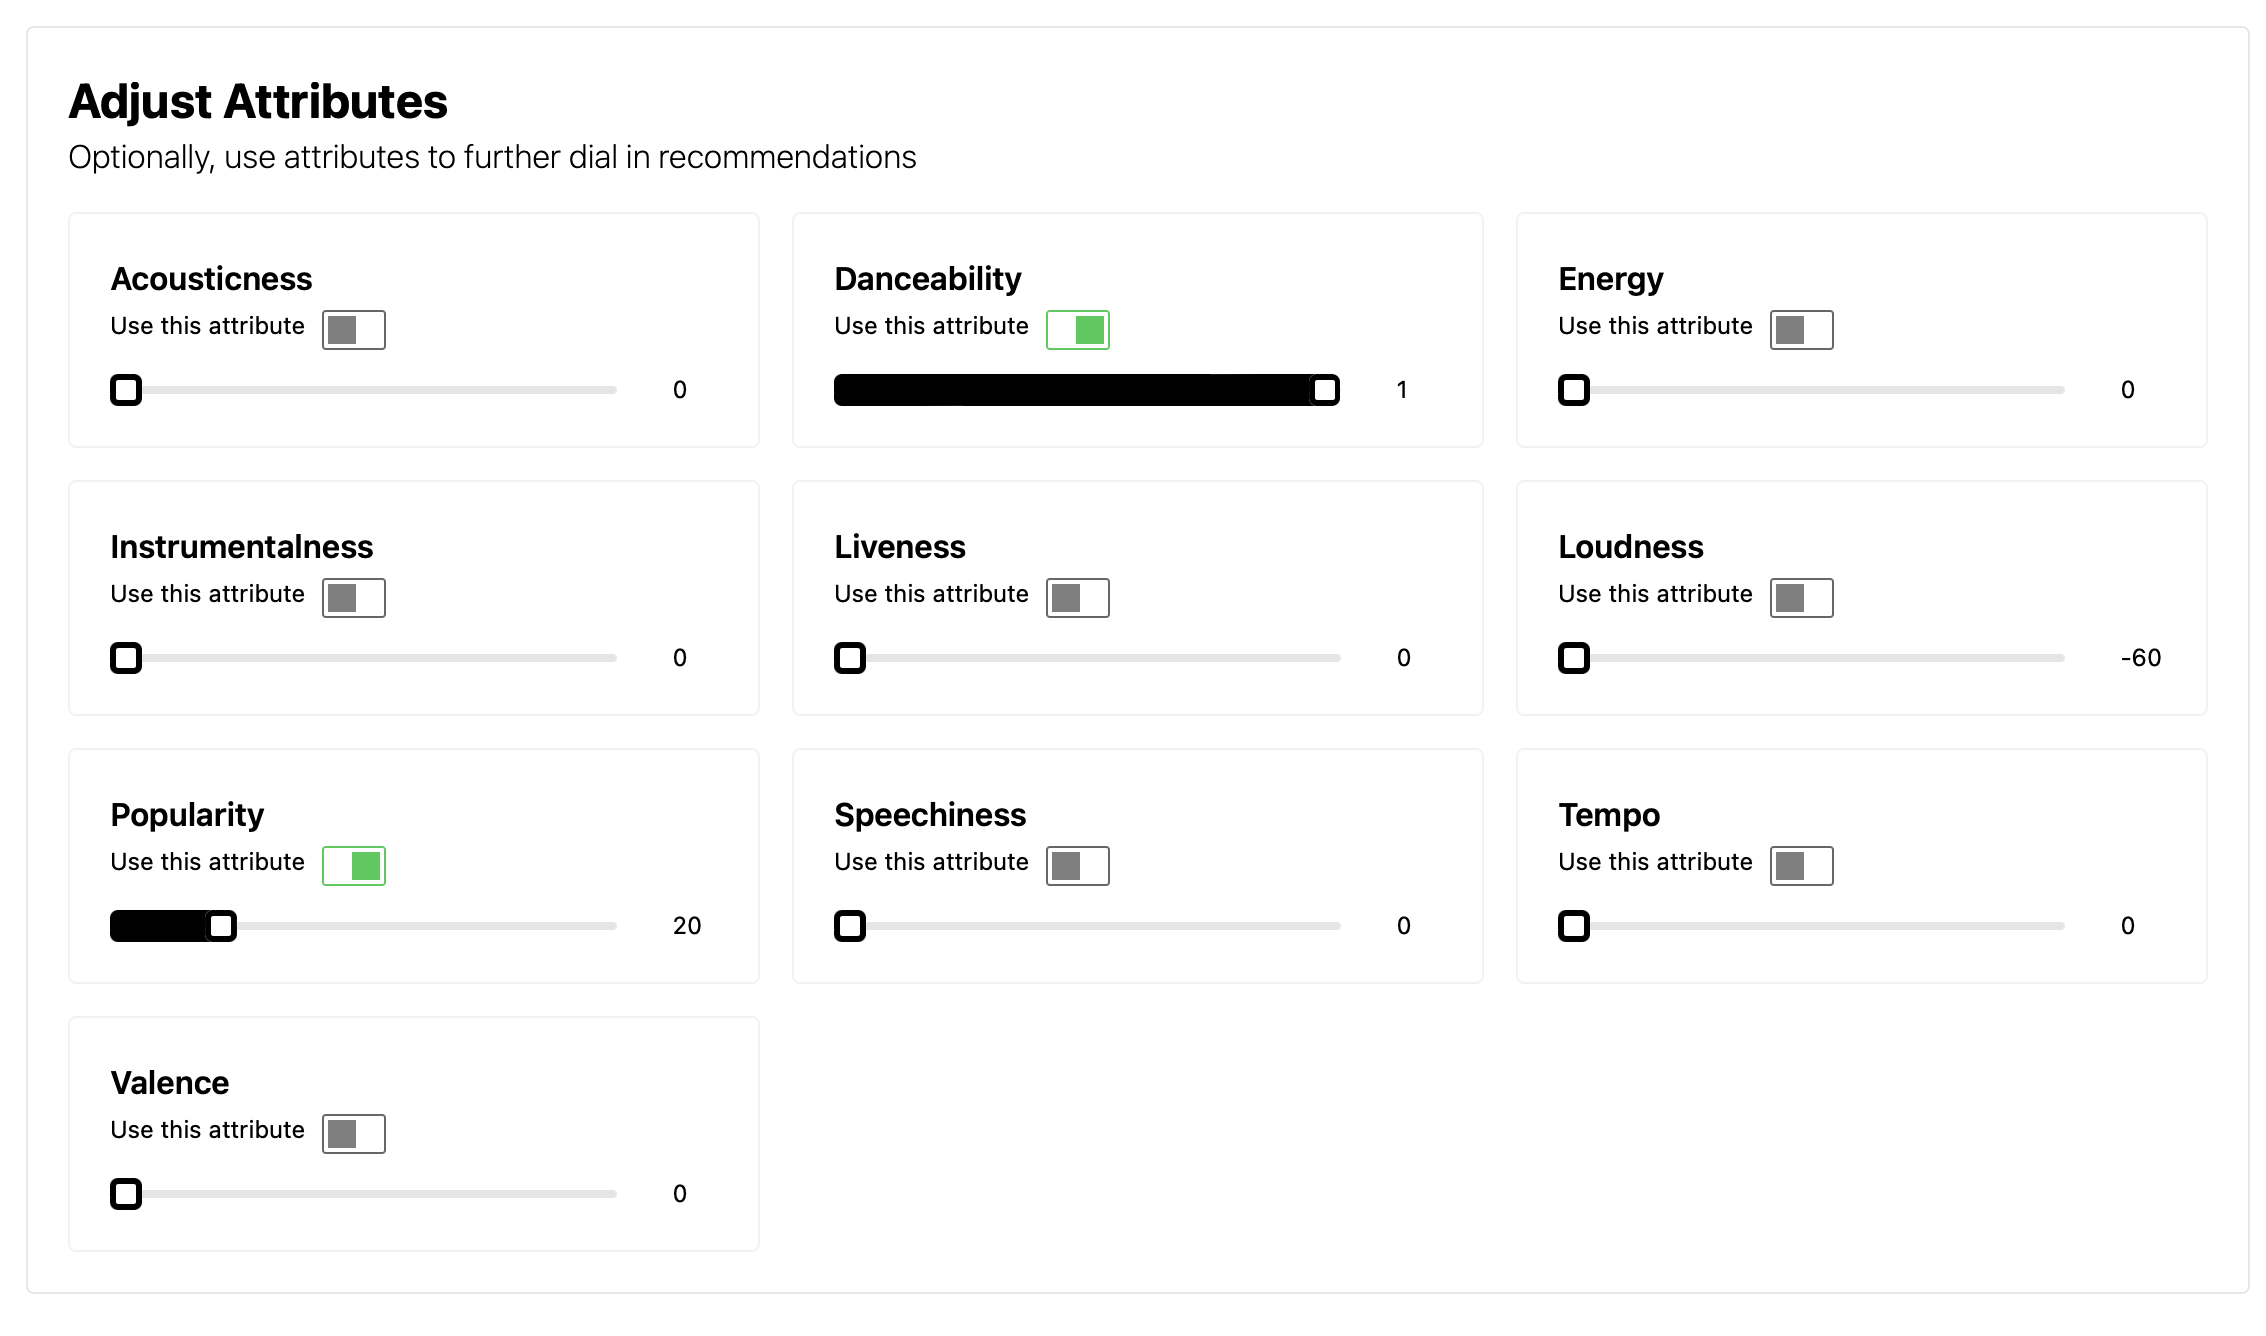 Adjust Attributes
Optionally, use attributes to further dial in recommendations
Acousticness
Use this attribute
0
Danceability
Use this attribute
1
Energy
Use this attribute
0
Instrumentalness
Use this attribute
0
Liveness
Use this attribute
0
Loudness
Use this attribute
-60
Popularity
Use this attribute
20
Speechiness
Use this attribute
0
Tempo
Use this attribute
0
Valence
Use this attribute
0